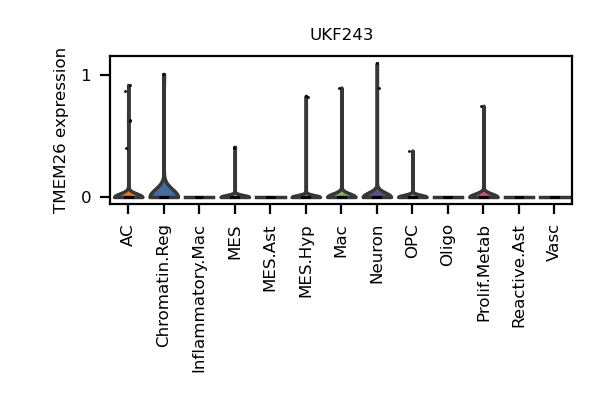 UKF243
TMEM26 expression
1
0
AC
Chromatin.Reg
Inflammatory.Mac
MES
MES.Ast
MES.Hyp
Mac
Neuron
OPC
Oligo
Prolif.Metab
Reactive.Ast
Vasc